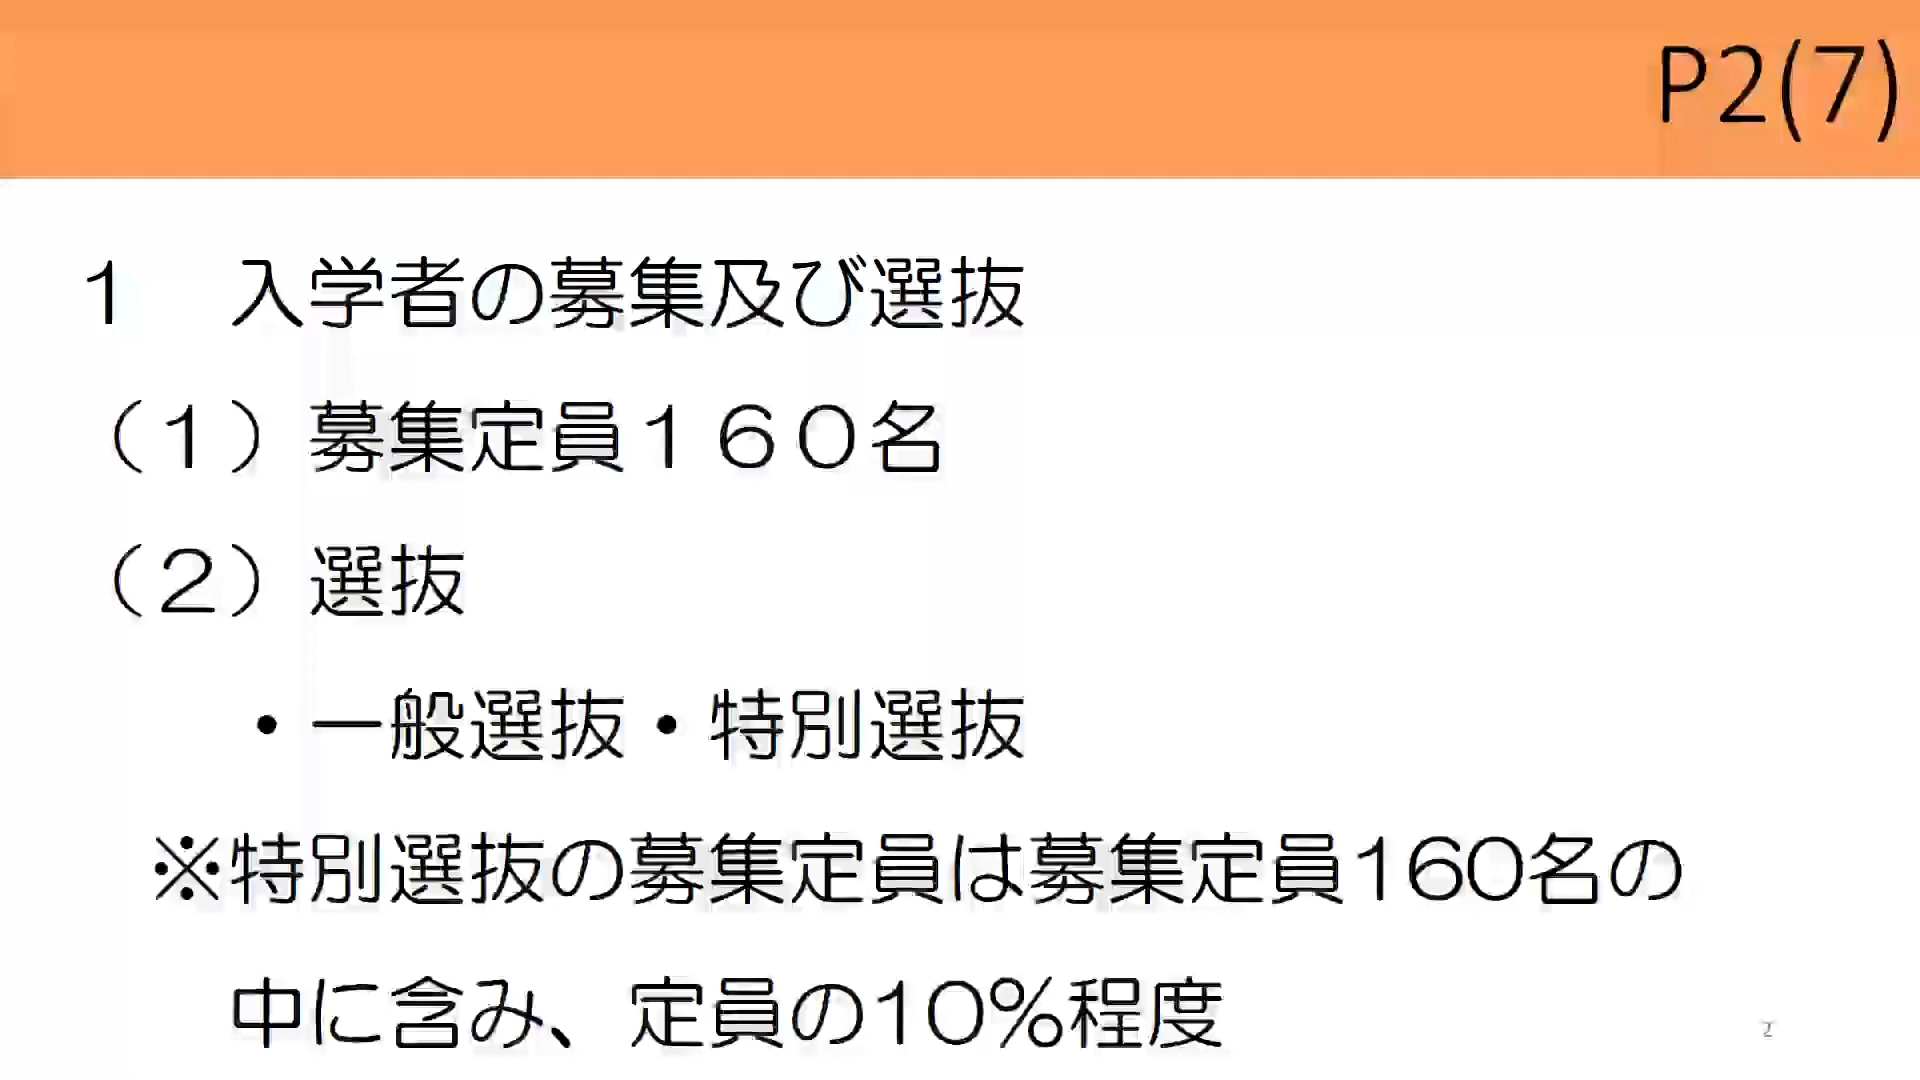 P2(7)
１　入学者の募集及び選抜
（１）募集定員１６０名
（２）選抜
・一般選抜・特別選抜
※特別選抜の募集定員は募集定員160名の
中に含み、定員の10%程度
2